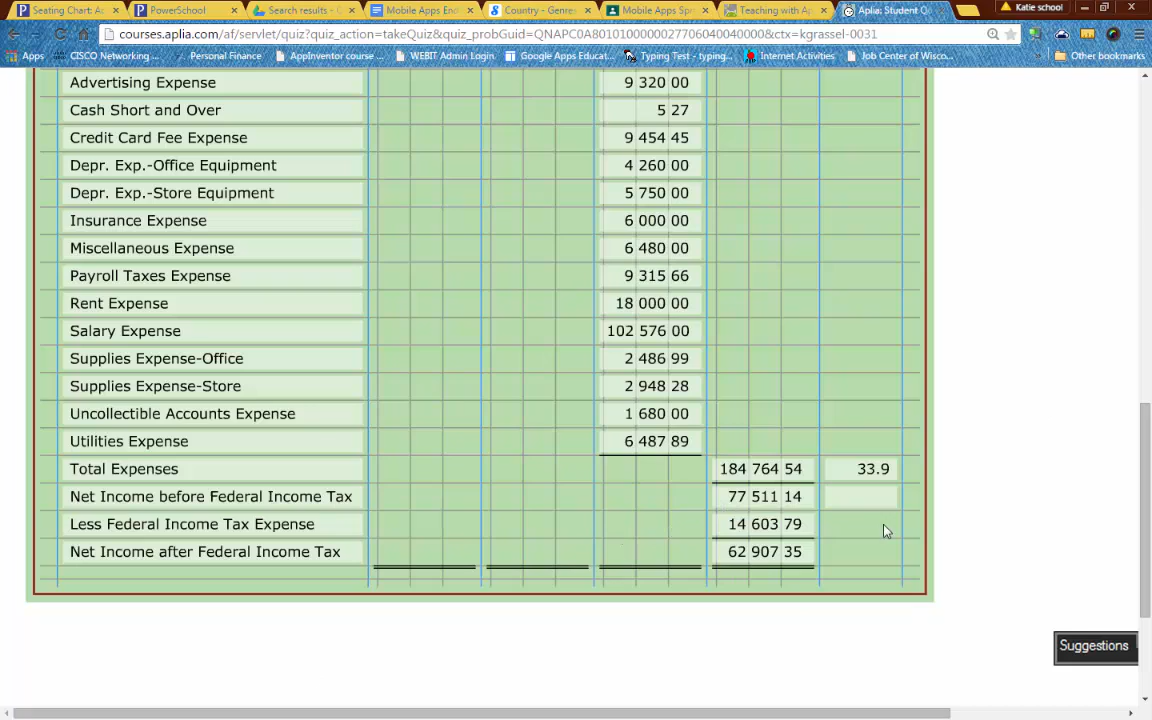 Seating Chart: A
PowerSchool
Search results -
Mobile Apps End
Country - Genres
Mobile Apps Spr
Teaching with Ap
Aplia: Student Qu
Katie school
courses.aplia.com/af/servlet/quiz?quiz_action=takeQuiz&quiz_probGuid=QNAPC0A8010100000027706040040000&ctx=kgrassel-0031
Apps CISCO Networking ... Personal Finance AppInventor course ... WEBIT Admin Login Google Apps Educat... Typing Test - typing... Internet Activities Job Center of Wisco... Other bookmarks
Advertising Expense 9 320 00
Cash Short and Over 5 27
Credit Card Fee Expense 9 454 45
Depr. Exp.-Office Equipment 4 260 00
Depr. Exp.-Store Equipment 5 750 00
Insurance Expense 6 000 00
Miscellaneous Expense 6 480 00
Payroll Taxes Expense 9 315 66
Rent Expense 18 000 00
Salary Expense 102 576 00
Supplies Expense-Office 2 486 99
Supplies Expense-Store 2 948 28
Uncollectible Accounts Expense 1 680 00
Utilities Expense 6 487 89
Total Expenses 184 764 54 33.9
Net Income before Federal Income Tax 77 511 14
Less Federal Income Tax Expense 14 603 79
Net Income after Federal Income Tax 62 907 35
Suggestions